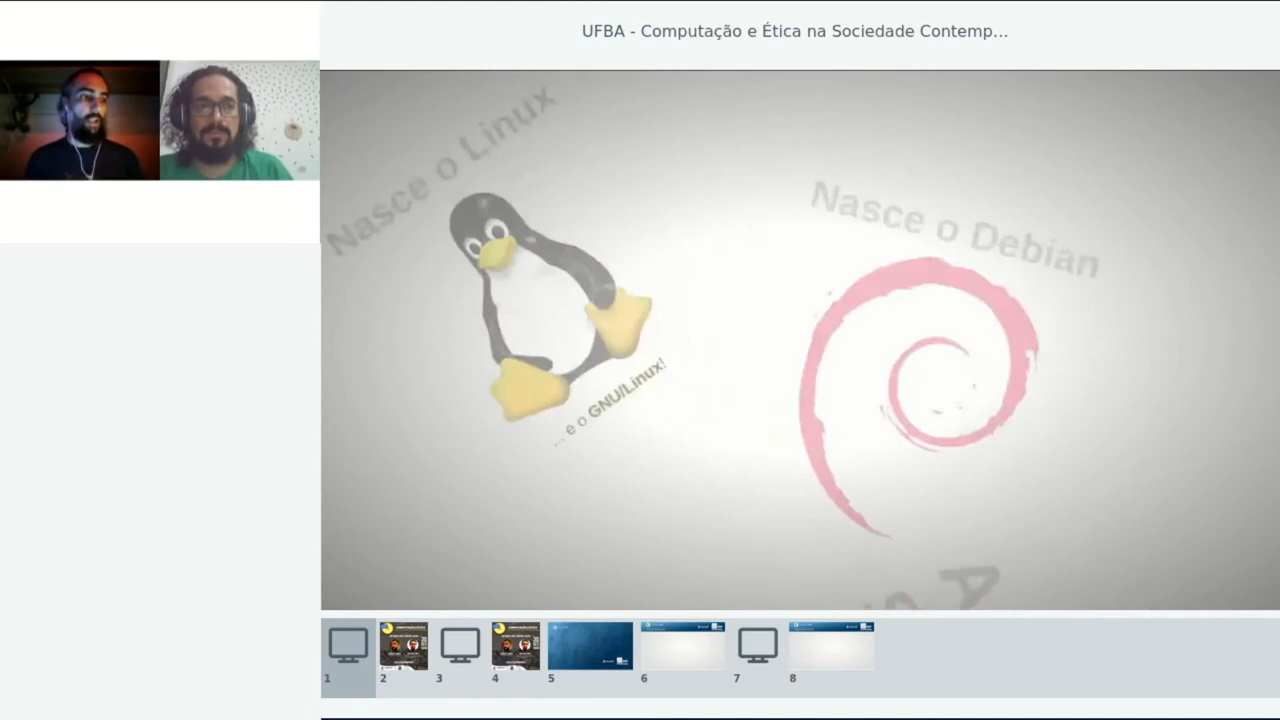 UFBA - Computação e Ética na Sociedade Contemp...
Nasce o Linux
Nasce o Debian
... e o GNU/Linux!
1
2
3
4
5
6
7
8